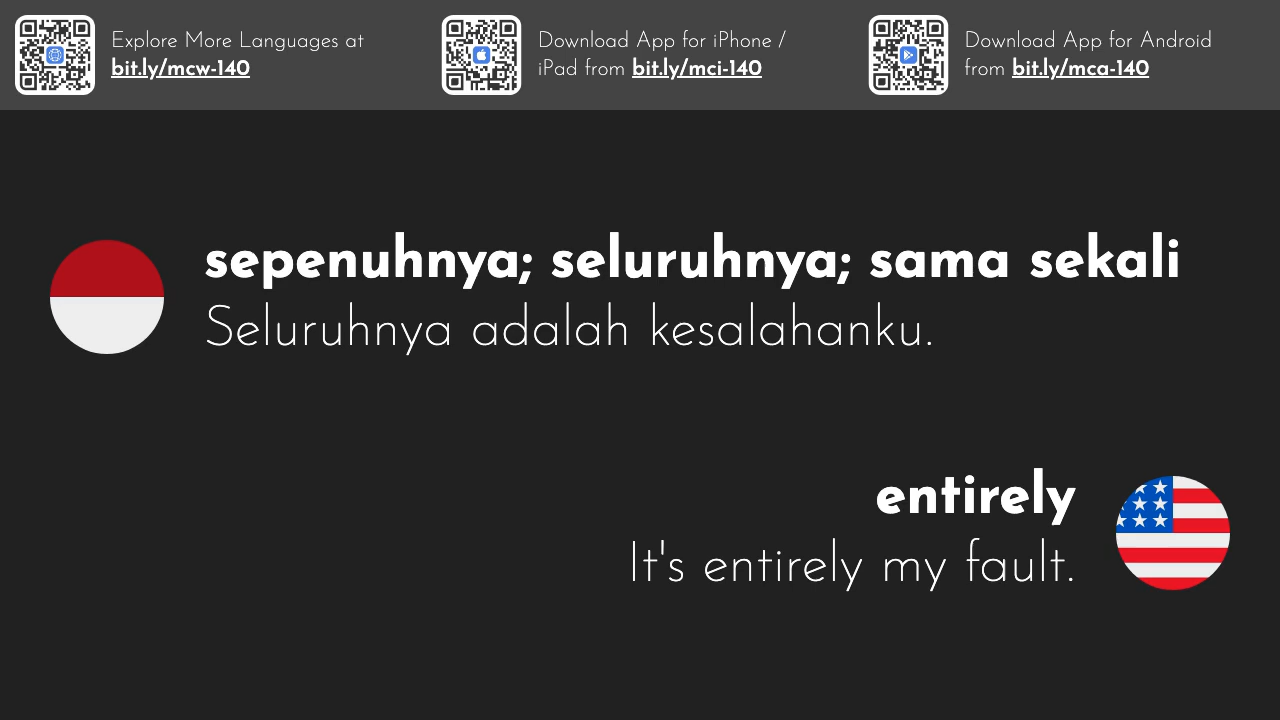 Explore More Languages at
bit.ly/mcw-140
Download App for iPhone /
iPad from bit.ly/mci-140
Download App for Android
from bit.ly/mca-140
sepenuhnya; seluruhnya; sama sekali
Seluruhnya adalah kesalahanku.
entirely
It's entirely my fault.